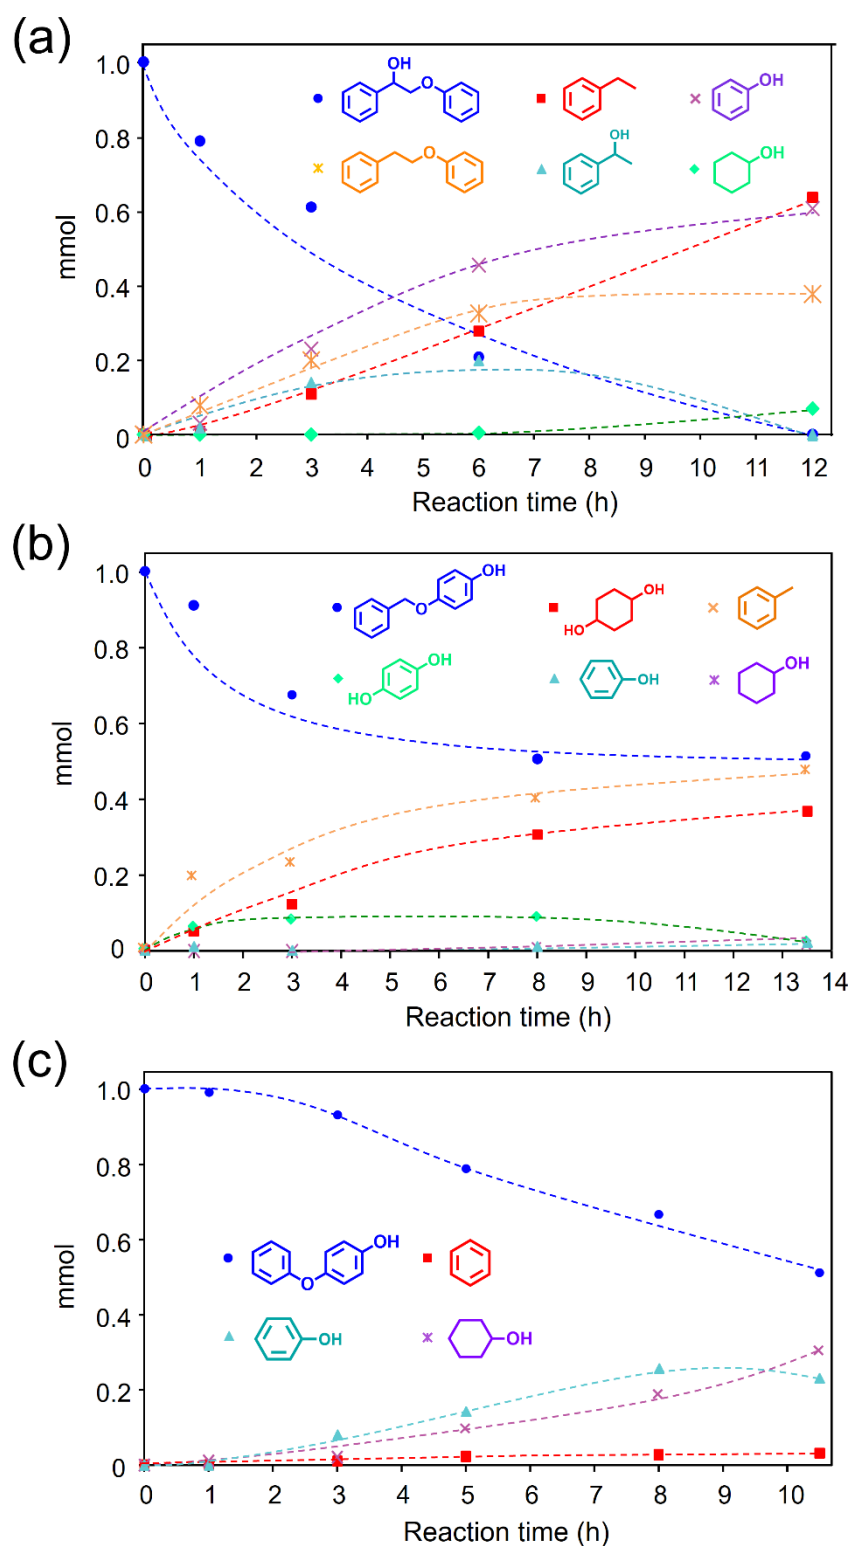 (a)
1.0
0.8
0.6
0.4
0.2
0
mmol
OH
O
OH
O
OH
OH
0 1 2 3 4 5 6 7 8 9 10 11 12
Reaction time (h)
(b)
1.0
0.8
0.6
0.4
0.2
0
mmol
OH
O
OH
HO
OH
HO
OH
OH
0 1 2 3 4 5 6 7 8 9 10 11 12 13 14
Reaction time (h)
(c)
1.0
0.8
0.6
0.4
0.2
0
mmol
OH
O
OH
OH
0 1 2 3 4 5 6 7 8 9 10
Reaction time (h)